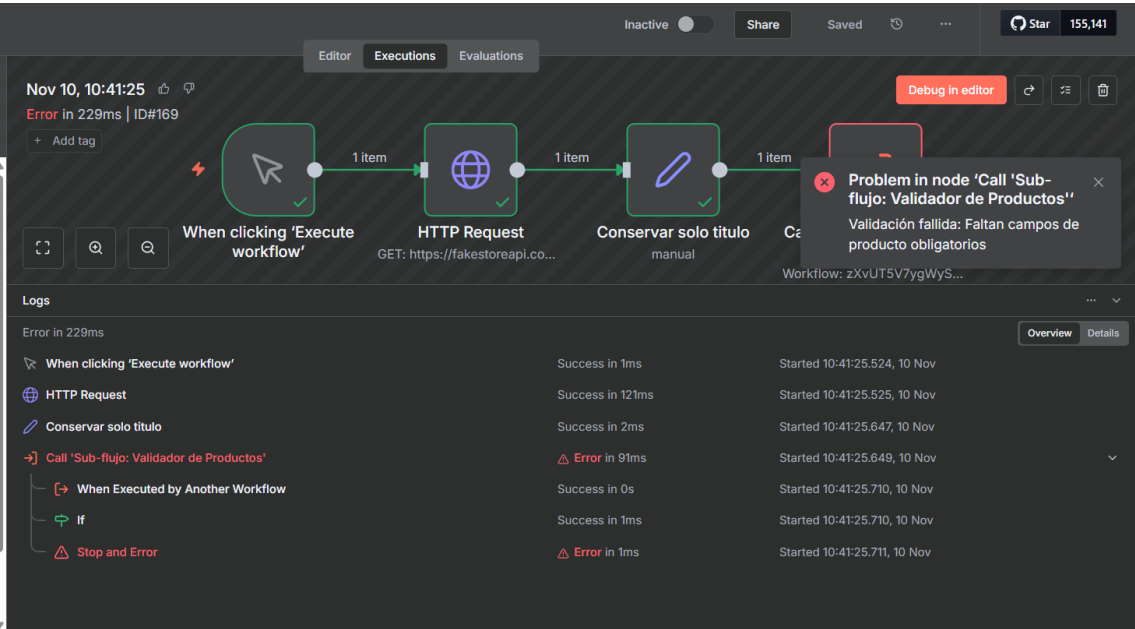 Inactive Share Saved ... Star 155,141
Editor Executions Evaluations
Nov 10, 10:41:25
Debug in editor
Error in 229ms | ID#169
+ Add tag
1 item 1 item 1 item
Problem in node ‘Call 'Sub-
flujo: Validador de Productos'‘
Validación fallida: Faltan campos de
producto obligatorios
When clicking ‘Execute
workflow’
HTTP Request
GET: https://fakestoreapi.co...
Conservar solo titulo
manual
Ca
Workflow: zXvUT5V7ygWyS...
Logs ...
Error in 229ms Overview Details
When clicking ‘Execute workflow’ Success in 1ms Started 10:41:25.524, 10 Nov
HTTP Request Success in 121ms Started 10:41:25.525, 10 Nov
Conservar solo titulo Success in 2ms Started 10:41:25.647, 10 Nov
Call 'Sub-flujo: Validador de Productos' Error in 91ms Started 10:41:25.649, 10 Nov
When Executed by Another Workflow Success in 0s Started 10:41:25.710, 10 Nov
If Success in 1ms Started 10:41:25.710, 10 Nov
Stop and Error Error in 1ms Started 10:41:25.711, 10 Nov